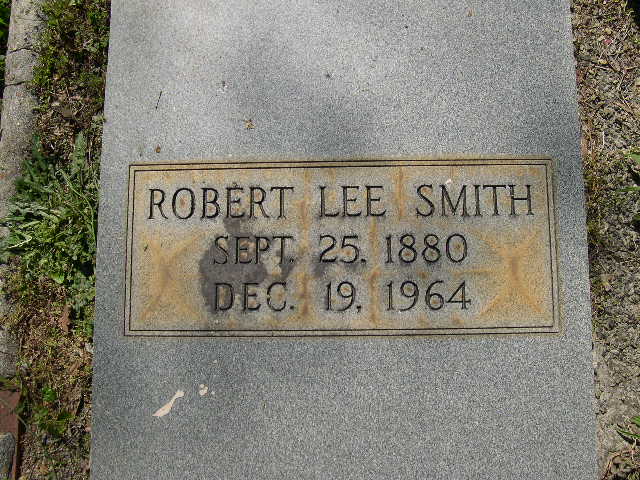 ROBERT LEE SMITH
SEPT. 25, 1880
DEC. 19, 1964